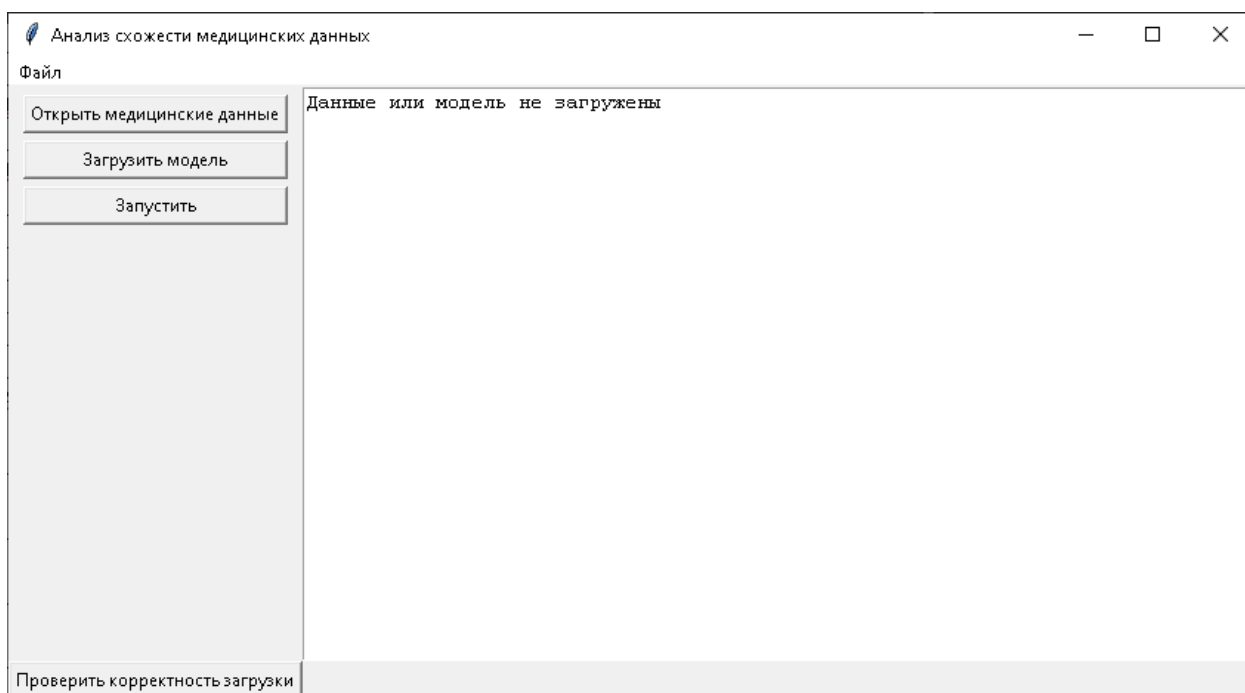 Анализ схожести медицинских данных
Файл
Открыть медицинские данные
Загрузить модель
Запустить
Данные или модель не загружены
Проверить корректность загрузки